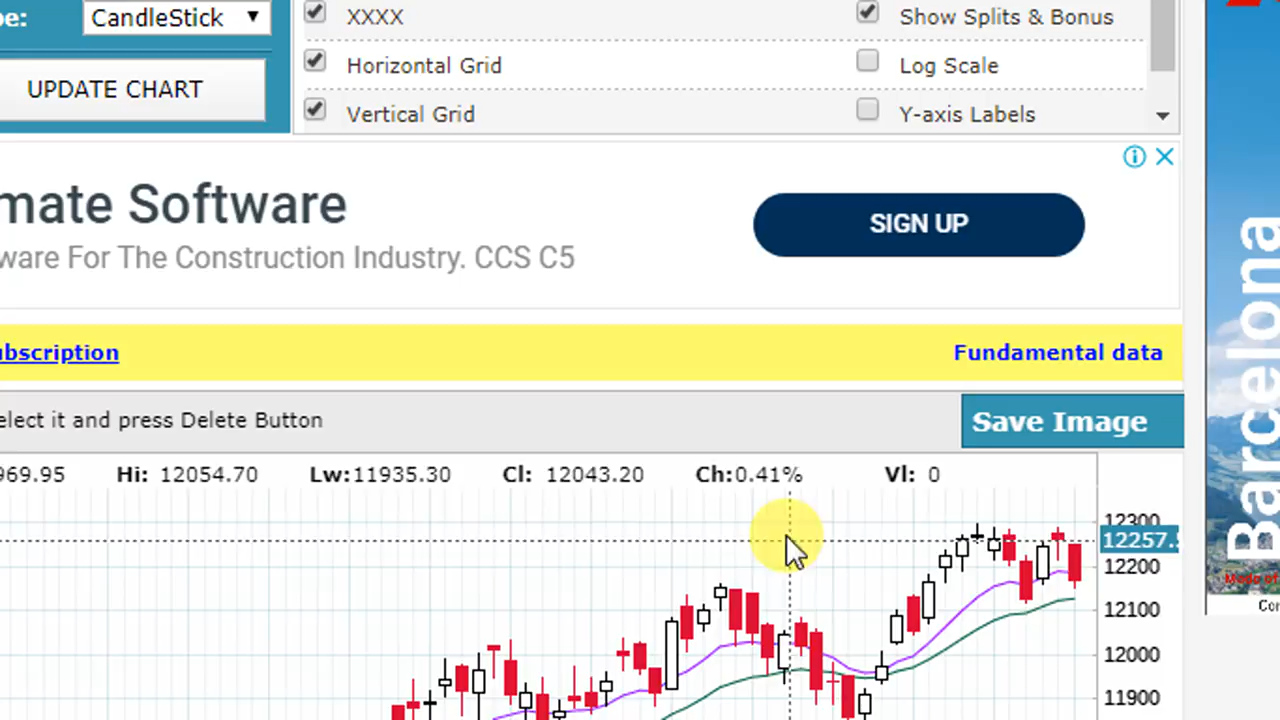 e:
CandleStick
UPDATE CHART
XXXX
Show Splits & Bonus
Horizontal Grid
Log Scale
Vertical Grid
Y-axis Labels
mate Software
ware For The Construction Industry. CCS C5
SIGN UP
Barcelona
ubscription
Fundamental data
elect it and press Delete Button
Save Image
969.95 Hi: 12054.70 Lw:11935.30 Cl: 12043.20 Ch:0.41% Vl: 0
12300
12257.
12200
12100
12000
11900